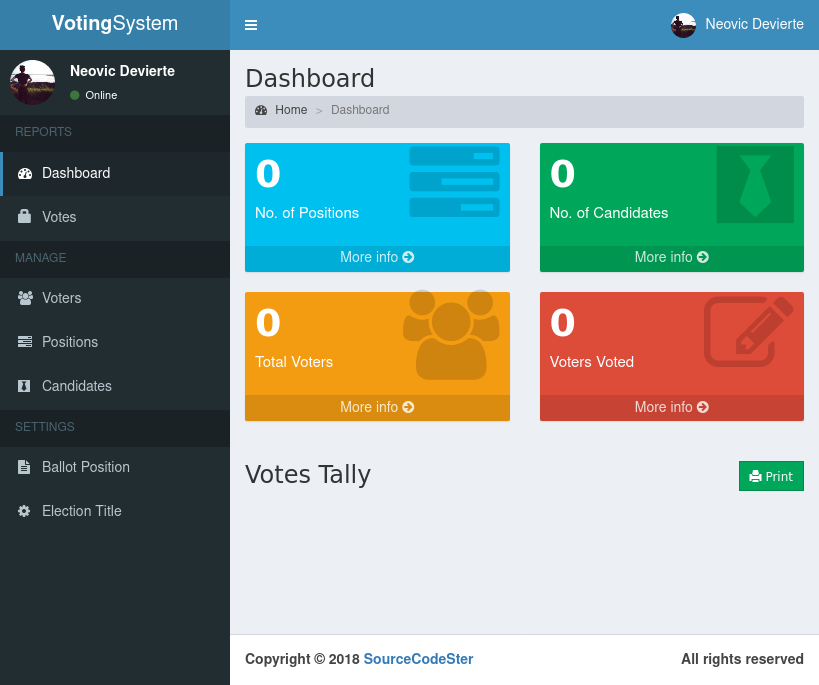 VotingSystem
Neovic Devierte
Neovic Devierte
Online
REPORTS
Dashboard
Votes
MANAGE
Voters
Positions
Candidates
SETTINGS
Ballot Position
Election Title
Dashboard
Home > Dashboard
0
No. of Positions
More info
0
No. of Candidates
More info
0
Total Voters
More info
0
Voters Voted
More info
Votes Tally
Print
Copyright © 2018 SourceCodeSter
All rights reserved